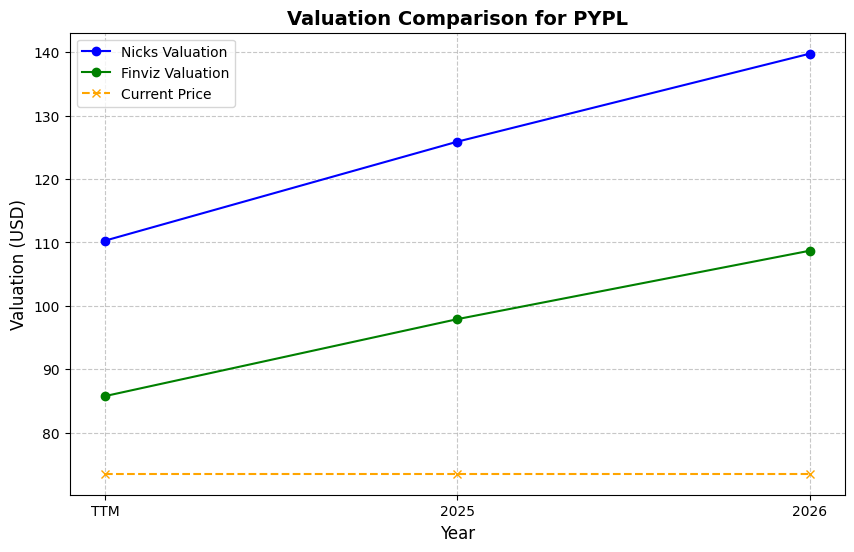 Valuation Comparison for PYPL
Nicks Valuation
Finviz Valuation
Current Price
140
130
120
110
100
90
80
Valuation (USD)
TTM
2025
2026
Year